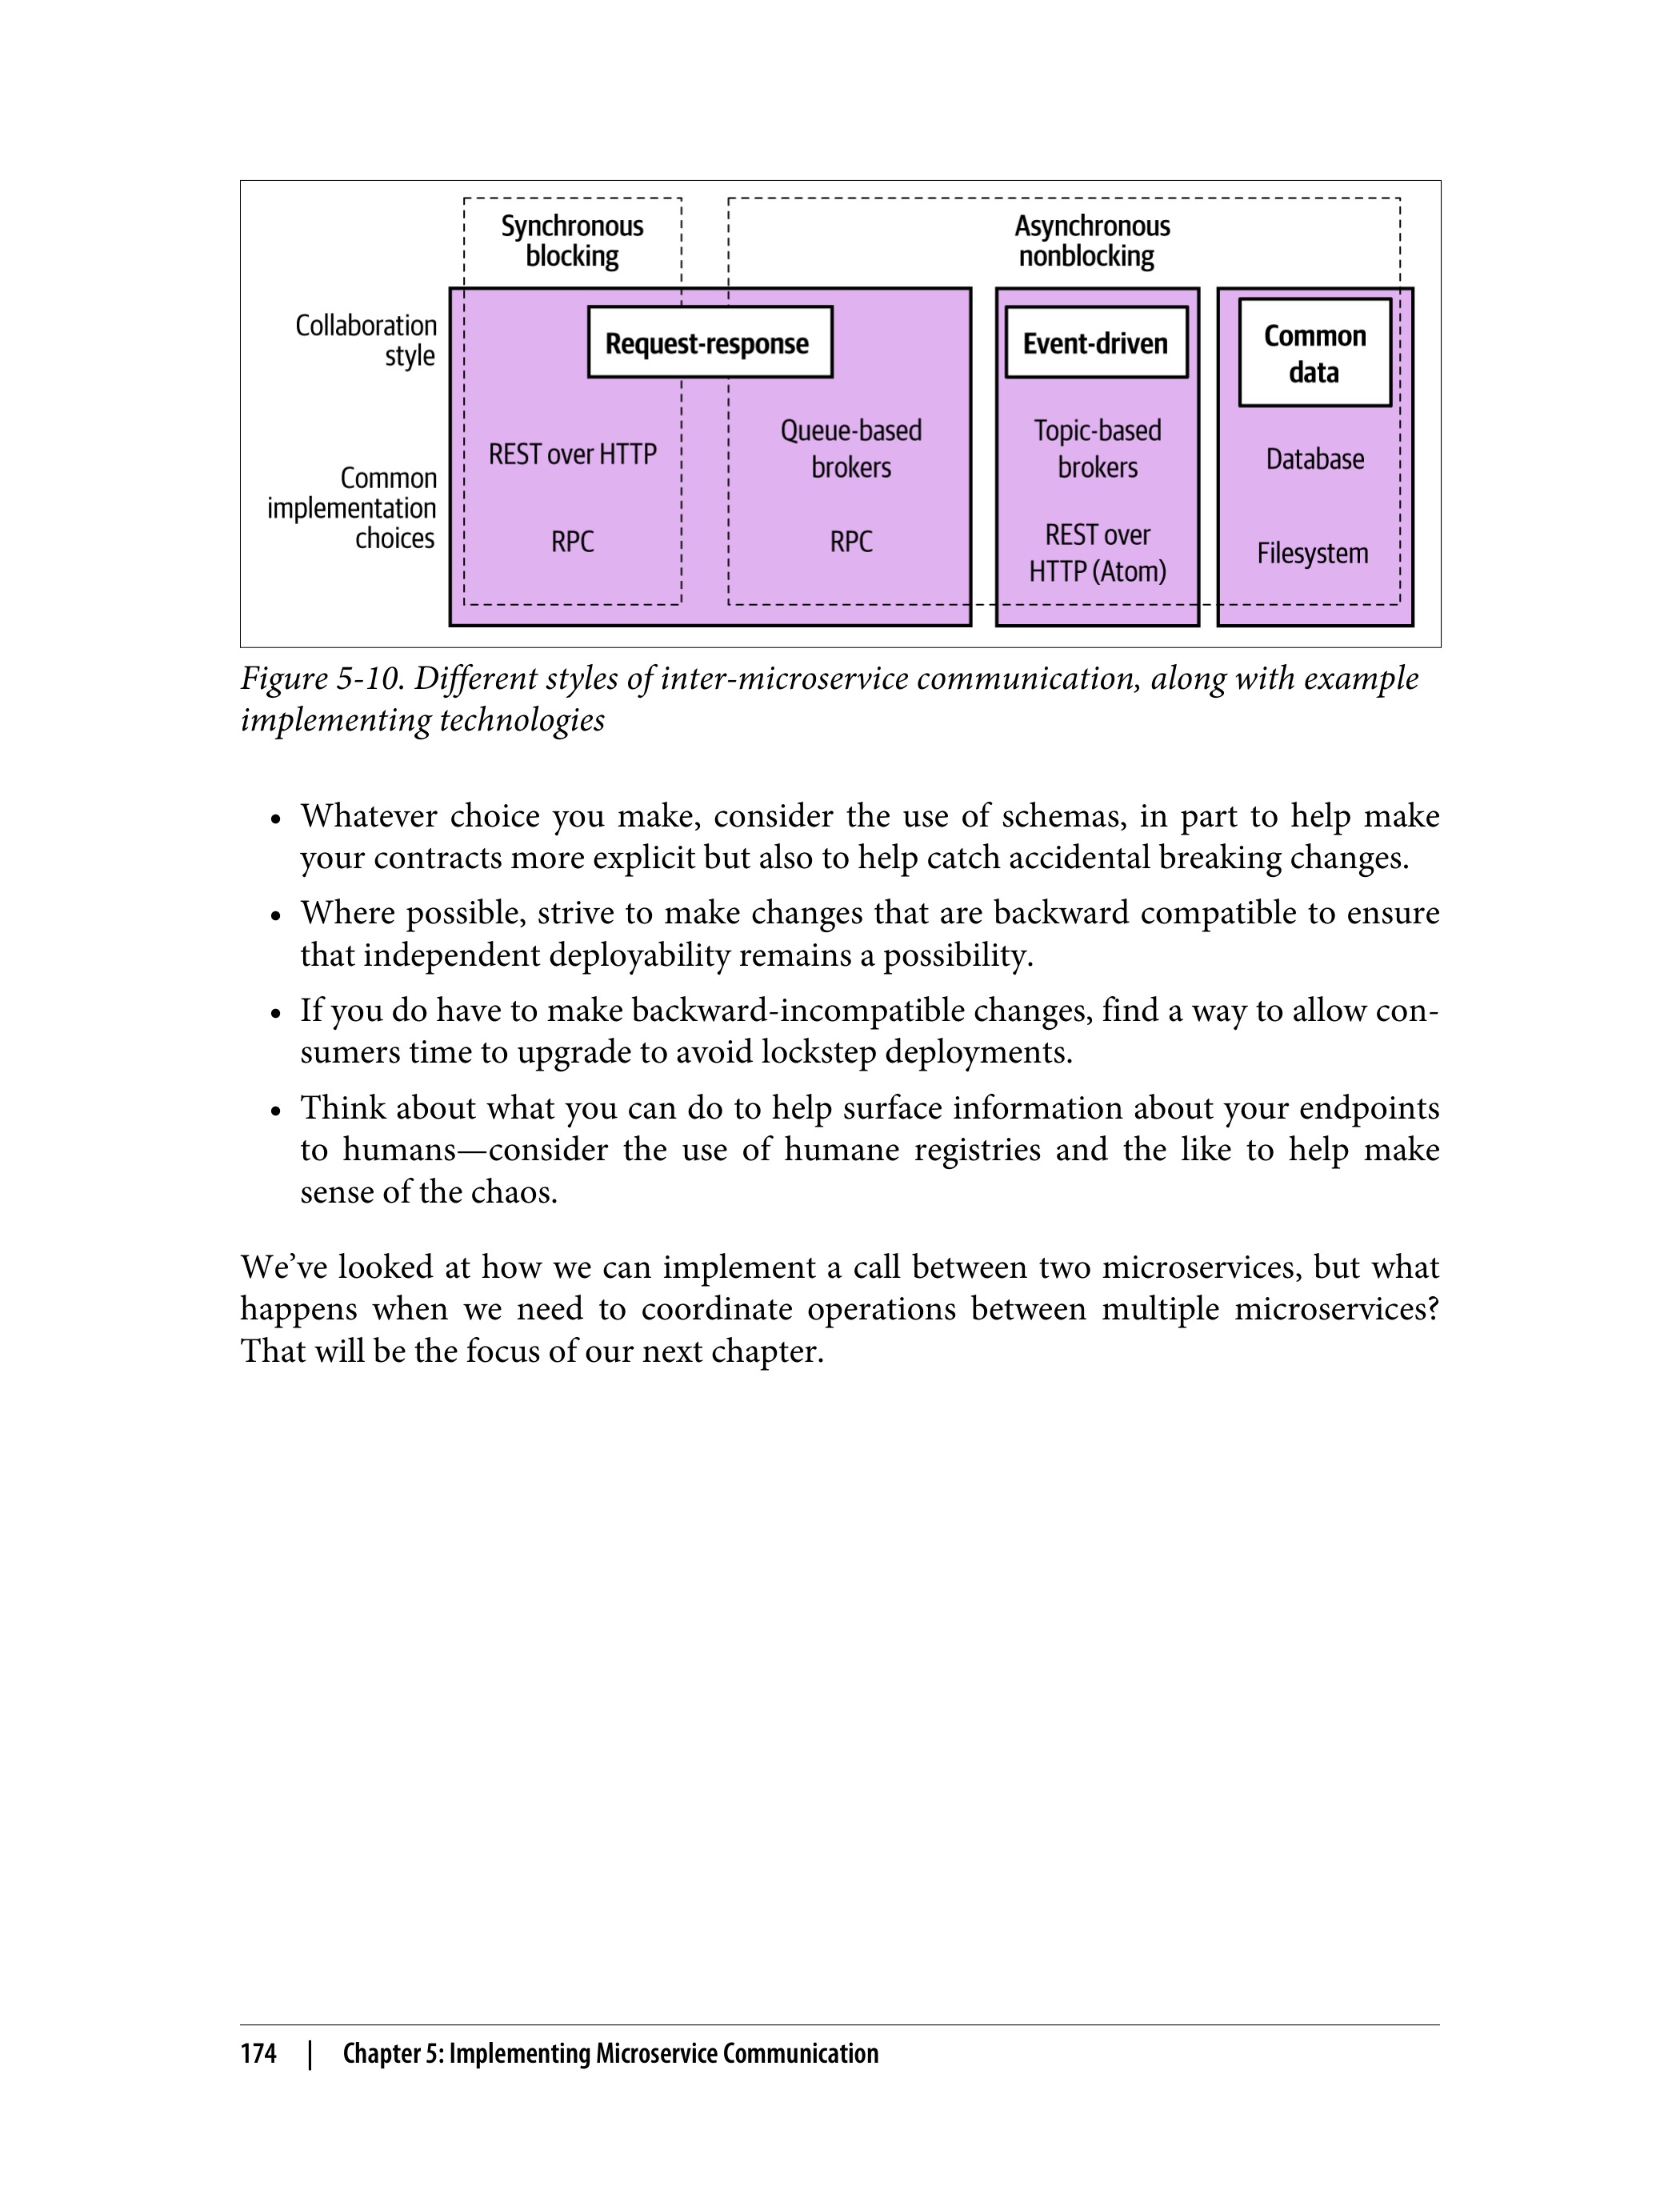 Synchronous
blocking
Asynchronous
nonblocking
Collaboration
style
Request-response
Event-driven
Common
data
Common
implementation
choices
REST over HTTP
RPC
Queue-based
brokers
RPC
Topic-based
brokers
REST over
HTTP (Atom)
Database
Filesystem
Figure 5-10. Different styles of inter-microservice communication, along with example
implementing technologies
• Whatever choice you make, consider the use of schemas, in part to help make
your contracts more explicit but also to help catch accidental breaking changes.
• Where possible, strive to make changes that are backward compatible to ensure
that independent deployability remains a possibility.
• If you do have to make backward-incompatible changes, find a way to allow con-
sumers time to upgrade to avoid lockstep deployments.
• Think about what you can do to help surface information about your endpoints
to humans—consider the use of humane registries and the like to help make
sense of the chaos.
We’ve looked at how we can implement a call between two microservices, but what
happens when we need to coordinate operations between multiple microservices?
That will be the focus of our next chapter.
174 | Chapter 5: Implementing Microservice Communication